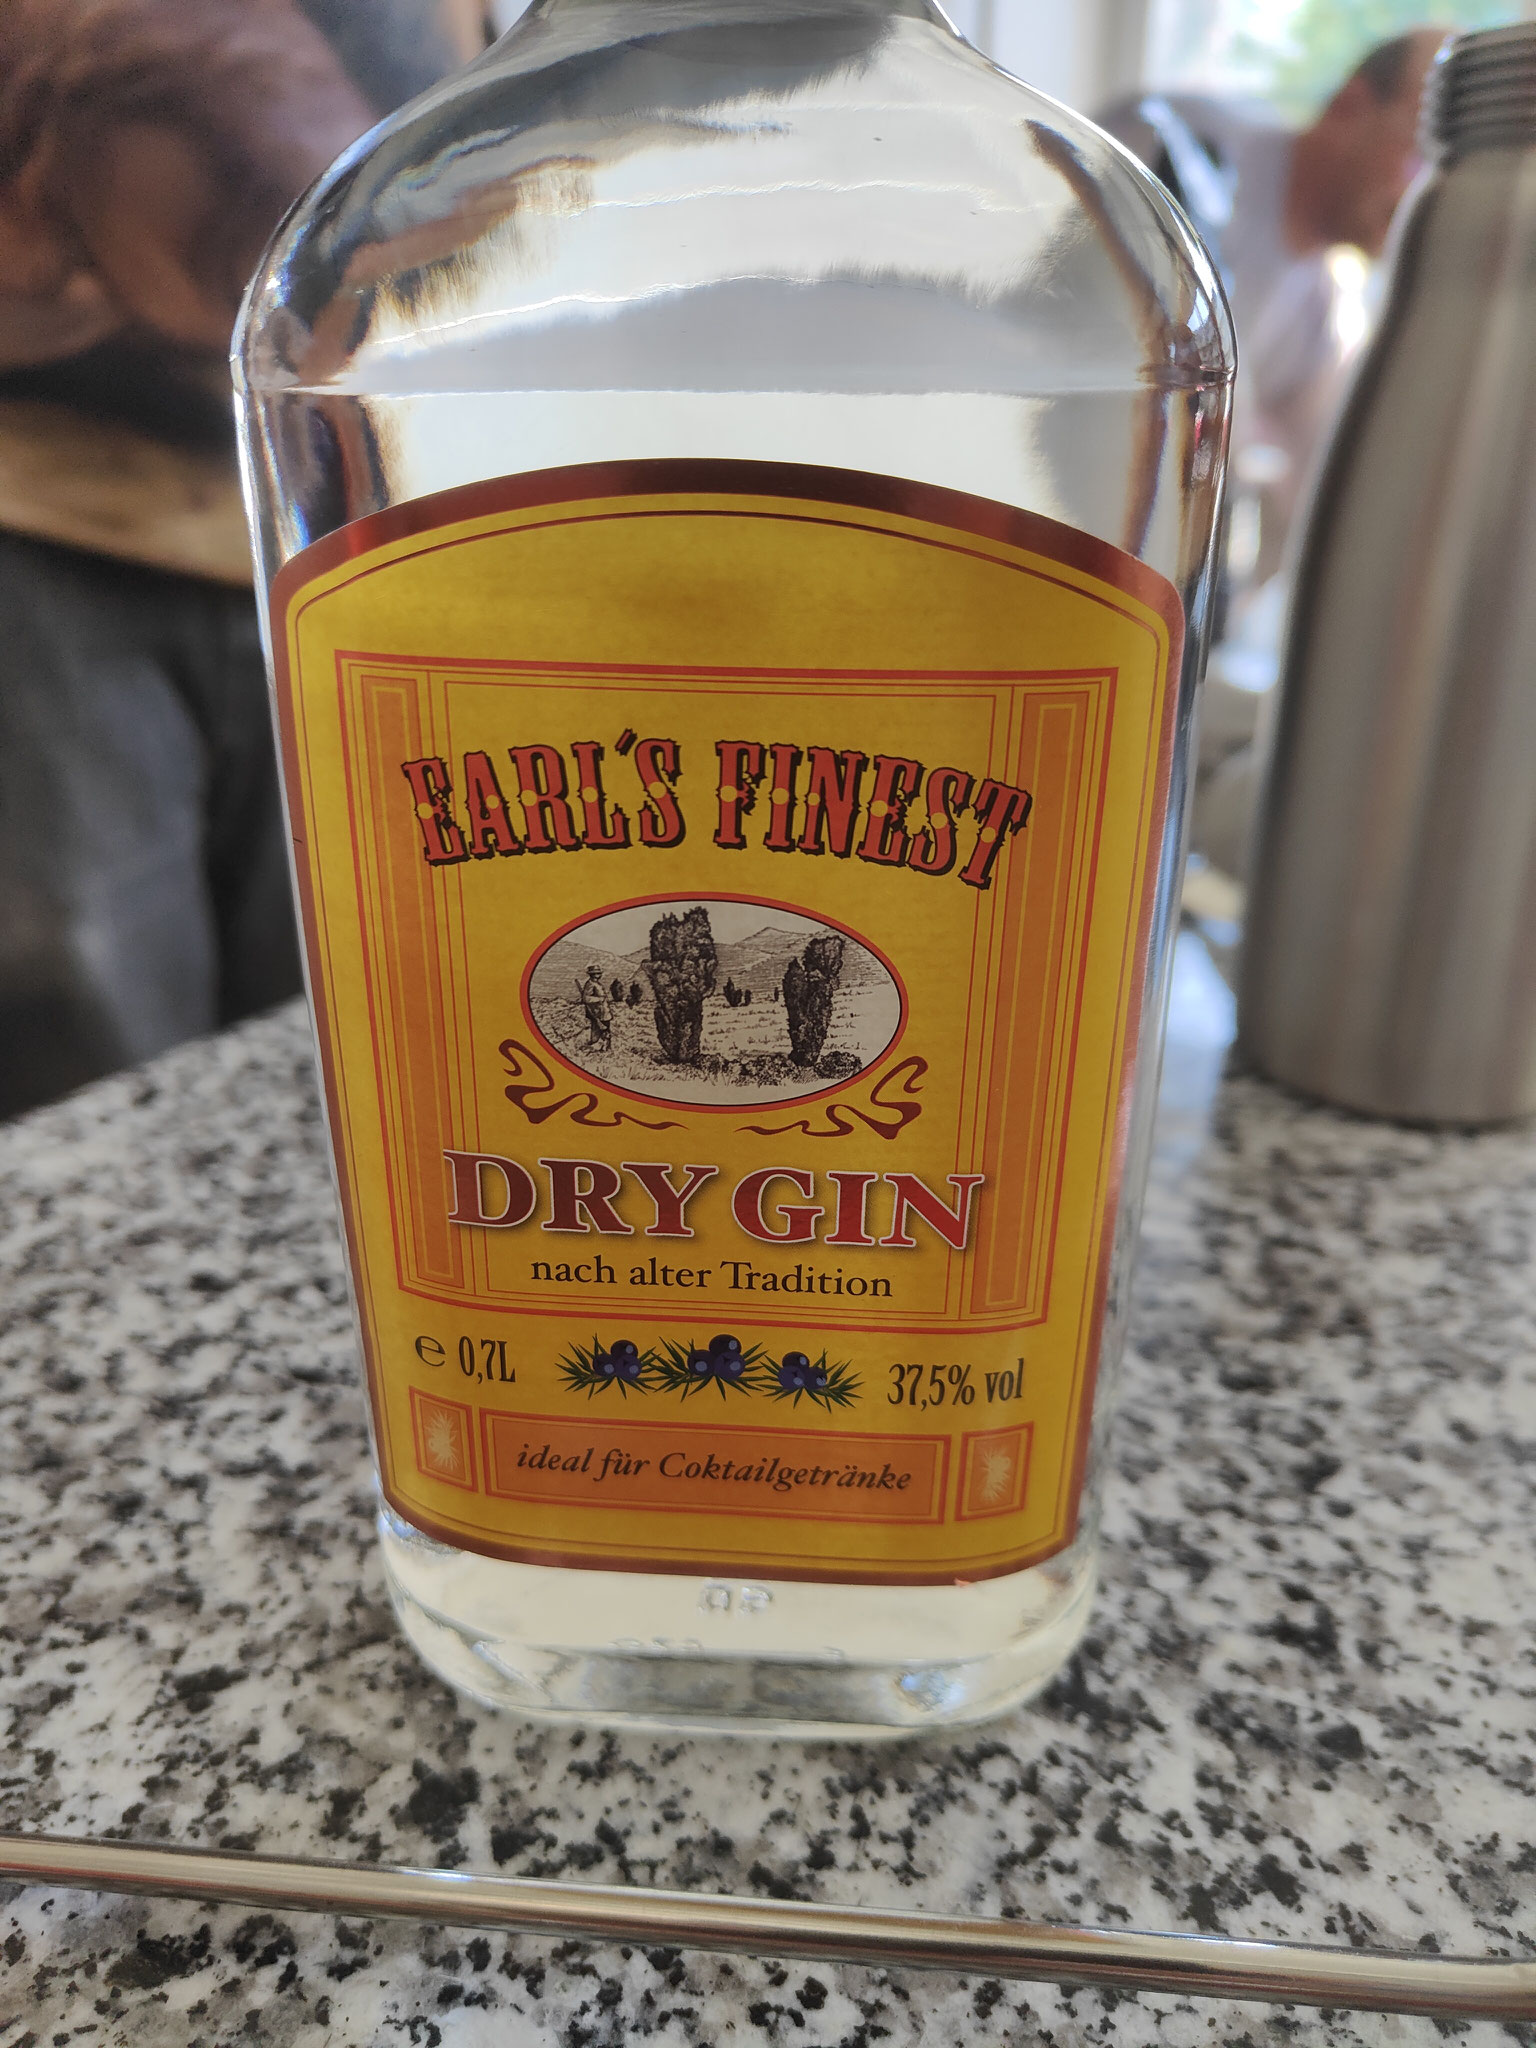 EARL'S FINEST
DRY GIN
nach alter Tradition
℮ 0,7L
37,5% vol
ideal für Coktailgetränke